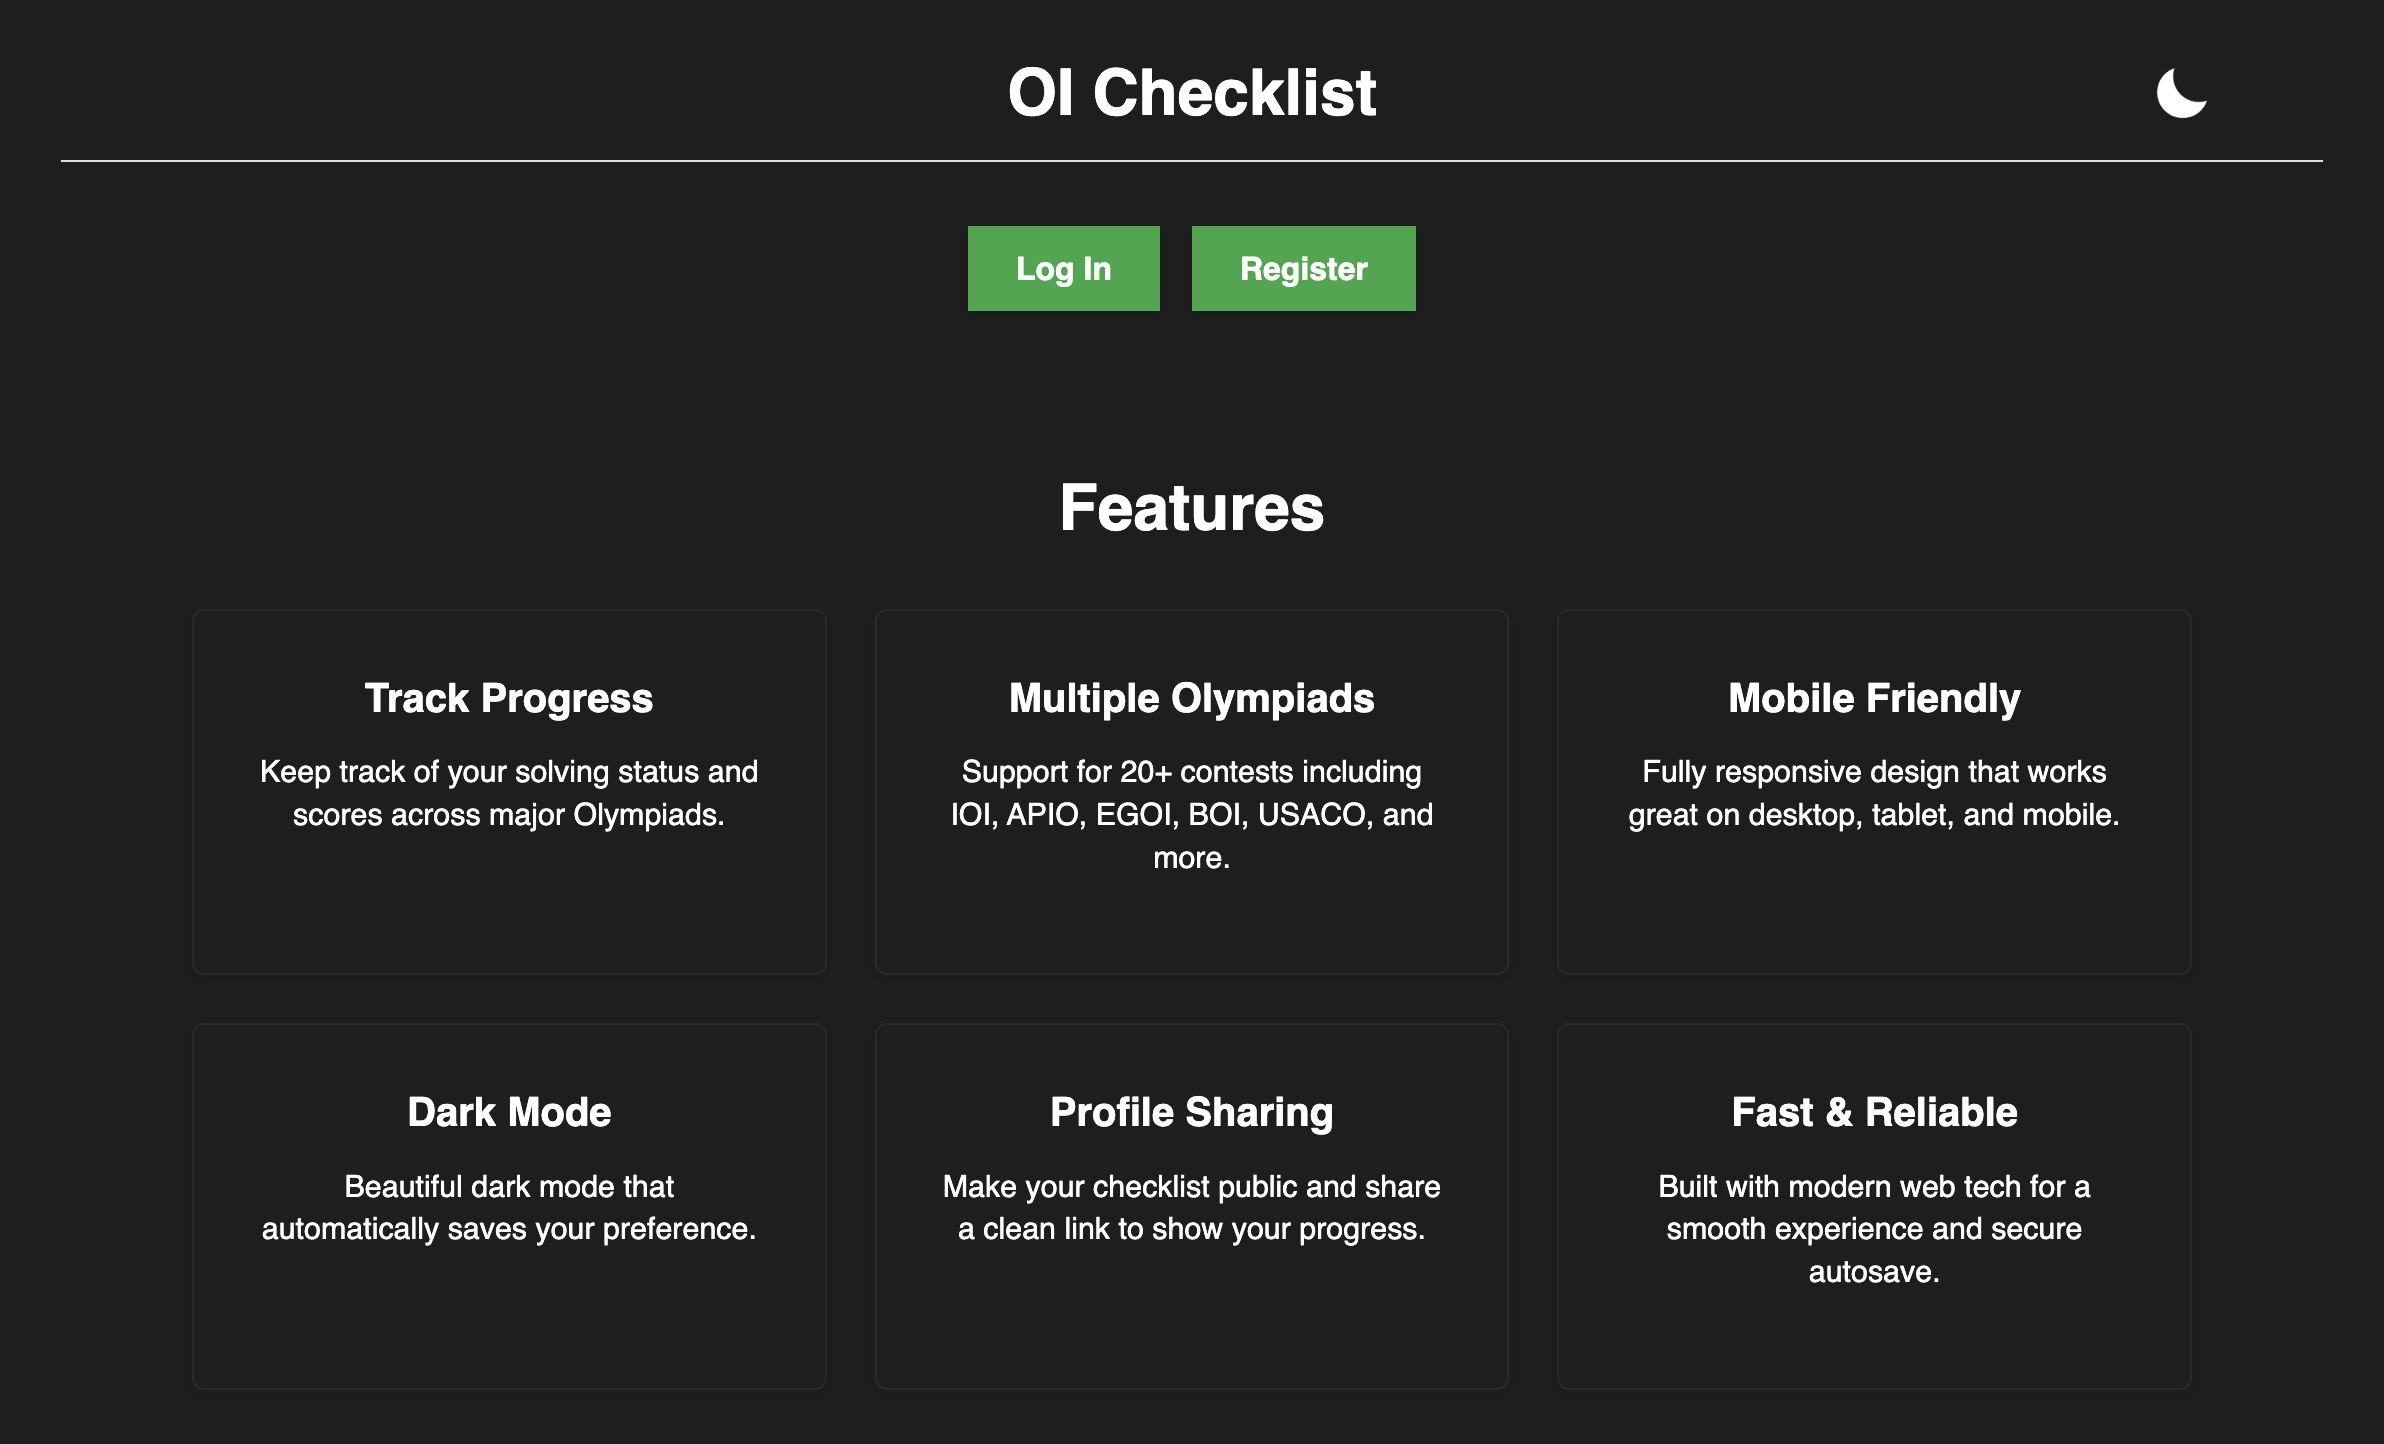 OI Checklist
Log In
Register
Features
Track Progress
Keep track of your solving status and
scores across major Olympiads.
Multiple Olympiads
Support for 20+ contests including
IOI, APIO, EGOI, BOI, USACO, and
more.
Mobile Friendly
Fully responsive design that works
great on desktop, tablet, and mobile.
Dark Mode
Beautiful dark mode that
automatically saves your preference.
Profile Sharing
Make your checklist public and share
a clean link to show your progress.
Fast & Reliable
Built with modern web tech for a
smooth experience and secure
autosave.